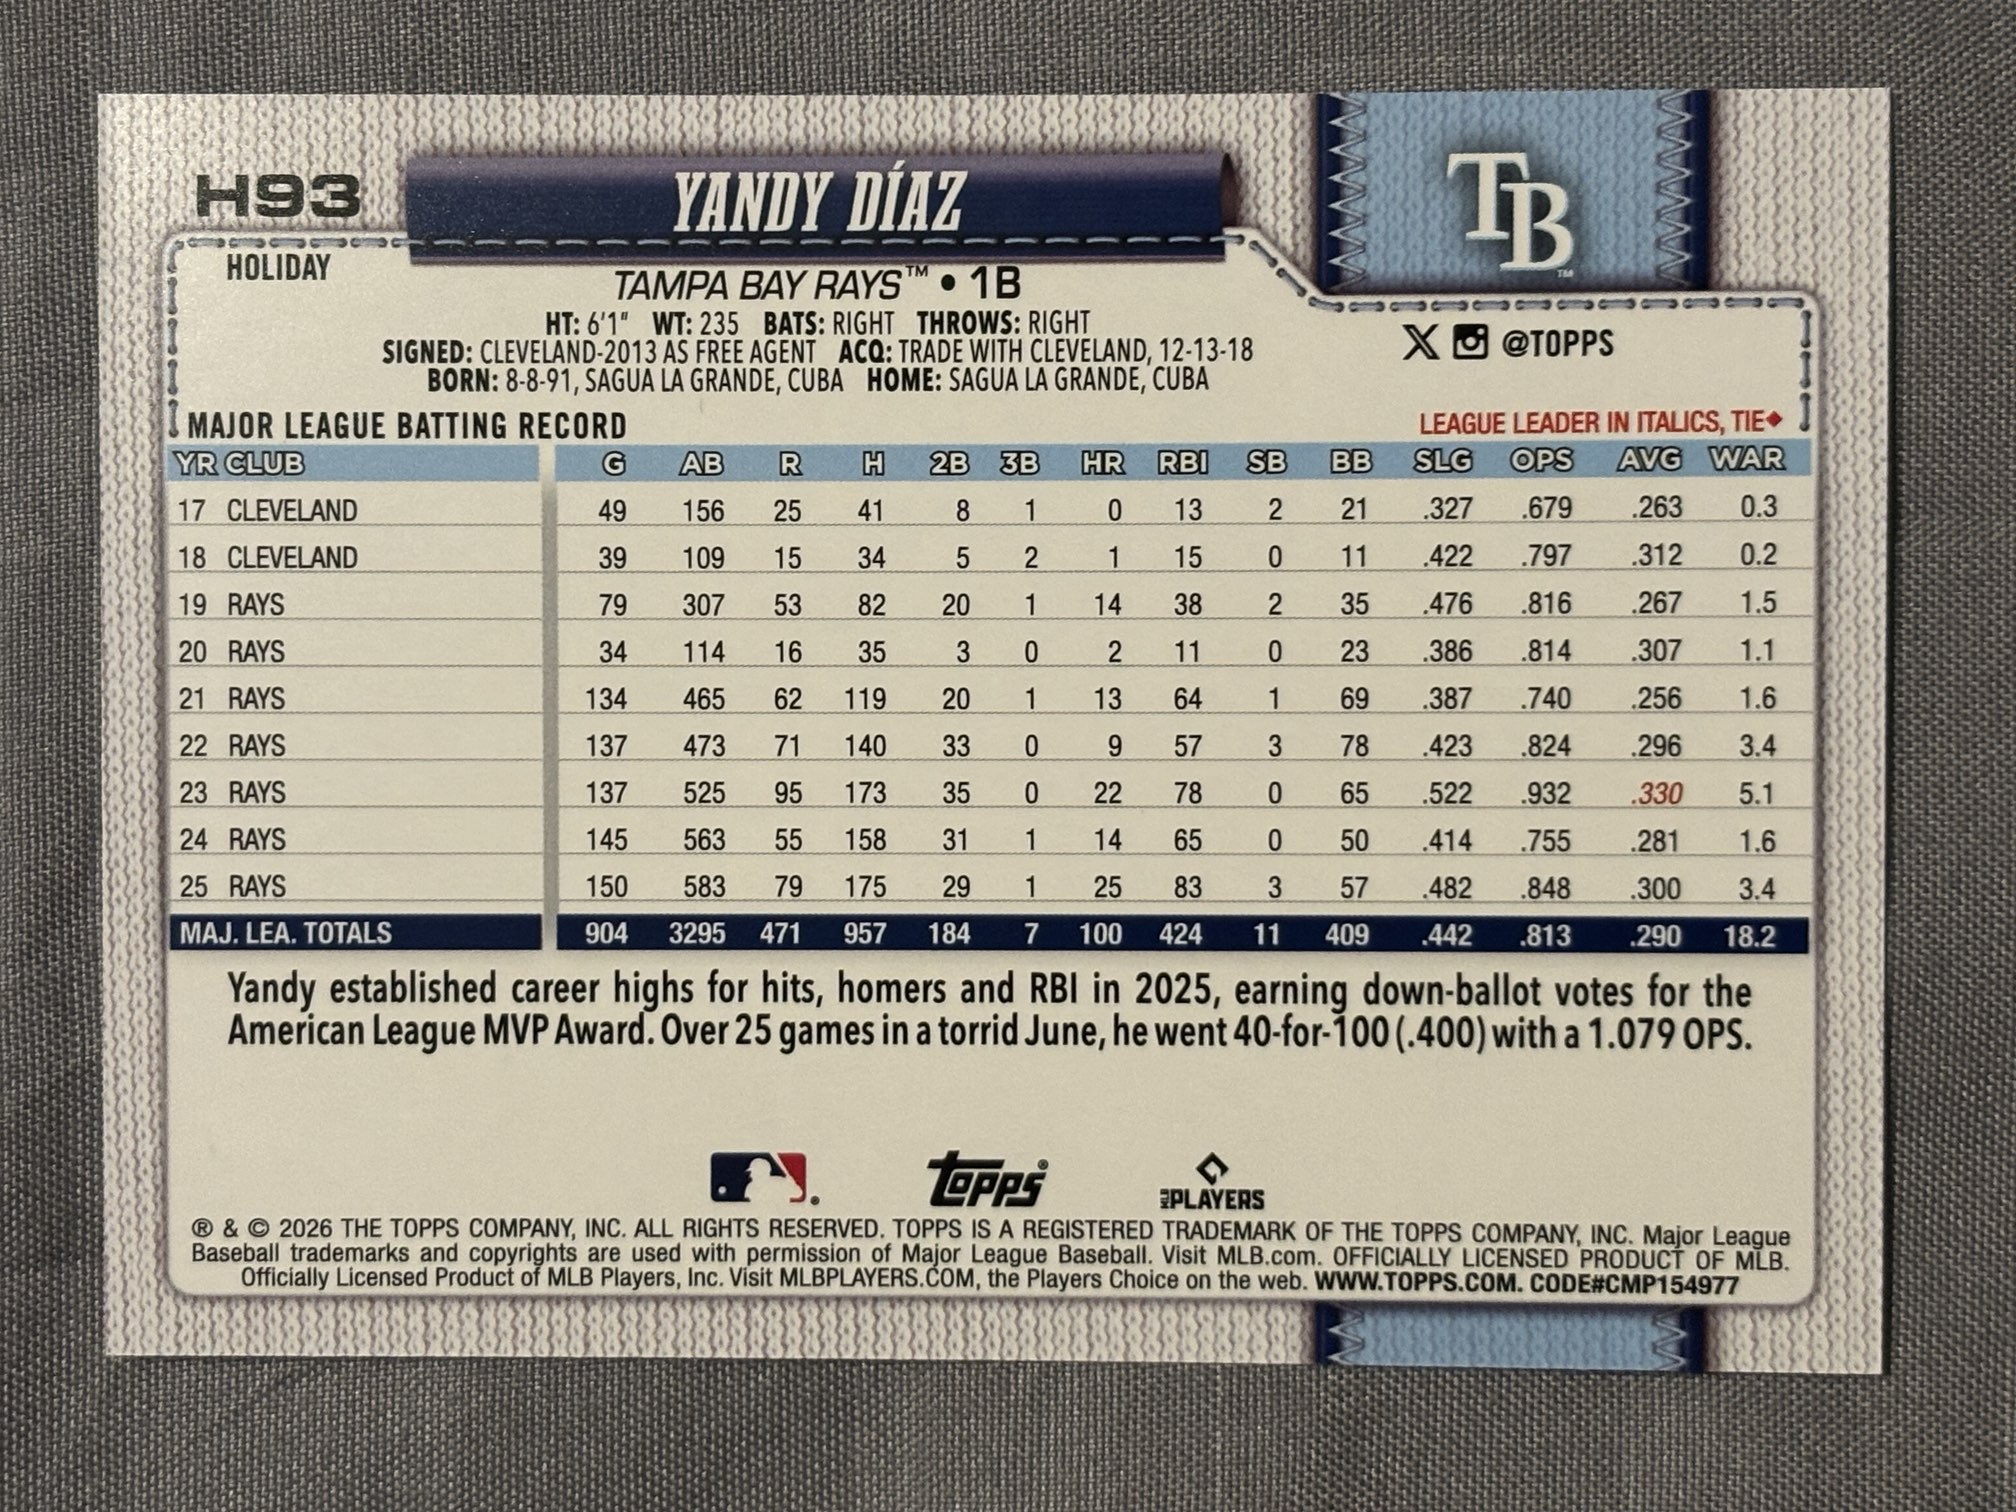 H93
YANDY DÍAZ
TB™
HOLIDAY
TAMPA BAY RAYS™ • 1B
HT: 6'1" WT: 235 BATS: RIGHT THROWS: RIGHT
SIGNED: CLEVELAND-2013 AS FREE AGENT ACQ: TRADE WITH CLEVELAND, 12-13-18
BORN: 8-8-91, SAGUA LA GRANDE, CUBA HOME: SAGUA LA GRANDE, CUBA
@TOPPS
MAJOR LEAGUE BATTING RECORD
LEAGUE LEADER IN ITALICS, TIE◆
YR CLUB G AB R H 2B 3B HR RBI SB BB SLG OPS AVG WAR
17 CLEVELAND 49 156 25 41 8 1 0 13 2 21 .327 .679 .263 0.3
18 CLEVELAND 39 109 15 34 5 2 1 15 0 11 .422 .797 .312 0.2
19 RAYS 79 307 53 82 20 1 14 38 2 35 .476 .816 .267 1.5
20 RAYS 34 114 16 35 3 0 2 11 0 23 .386 .814 .307 1.1
21 RAYS 134 465 62 119 20 1 13 64 1 69 .387 .740 .256 1.6
22 RAYS 137 473 71 140 33 0 9 57 3 78 .423 .824 .296 3.4
23 RAYS 137 525 95 173 35 0 22 78 0 65 .522 .932 .330 5.1
24 RAYS 145 563 55 158 31 1 14 65 0 50 .414 .755 .281 1.6
25 RAYS 150 583 79 175 29 1 25 83 3 57 .482 .848 .300 3.4
MAJ. LEA. TOTALS 904 3295 471 957 184 7 100 424 11 409 .442 .813 .290 18.2
Yandy established career highs for hits, homers and RBI in 2025, earning down-ballot votes for the
American League MVP Award. Over 25 games in a torrid June, he went 40-for-100 (.400) with a 1.079 OPS.
Topps®
MLB PLAYERS
® & © 2026 THE TOPPS COMPANY, INC. ALL RIGHTS RESERVED. TOPPS IS A REGISTERED TRADEMARK OF THE TOPPS COMPANY, INC. Major League
Baseball trademarks and copyrights are used with permission of Major League Baseball. Visit MLB.com. OFFICIALLY LICENSED PRODUCT OF MLB.
Officially Licensed Product of MLB Players, Inc. Visit MLBPLAYERS.COM, the Players Choice on the web. WWW.TOPPS.COM. CODE#CMP154977